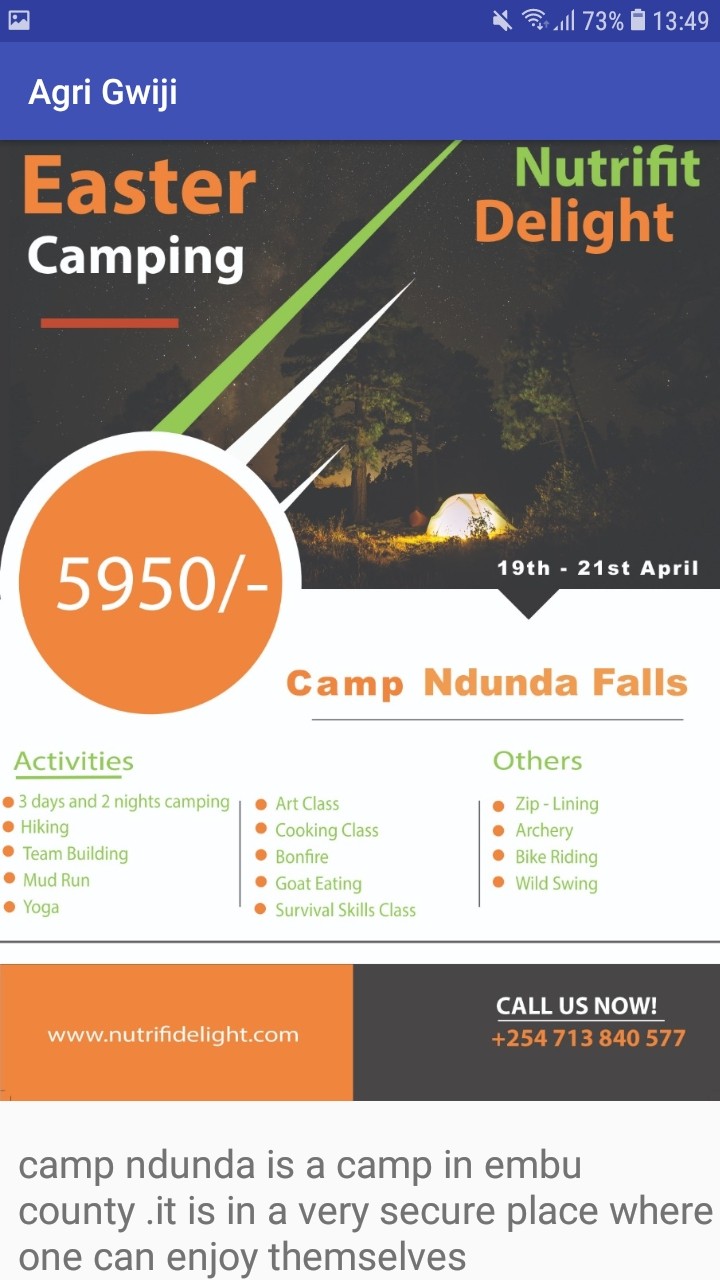 73% 13:49
Agri Gwiji
Easter
Camping
Nutrifit
Delight
5950/-
19th - 21st April
Camp Ndunda Falls
Activities
3 days and 2 nights camping
Hiking
Team Building
Mud Run
Yoga
Art Class
Cooking Class
Bonfire
Goat Eating
Survival Skills Class
Others
Zip - Lining
Archery
Bike Riding
Wild Swing
www.nutrifidelight.com
CALL US NOW!
+254 713 840 577
camp ndunda is a camp in embu
county .it is in a very secure place where
one can enjoy themselves